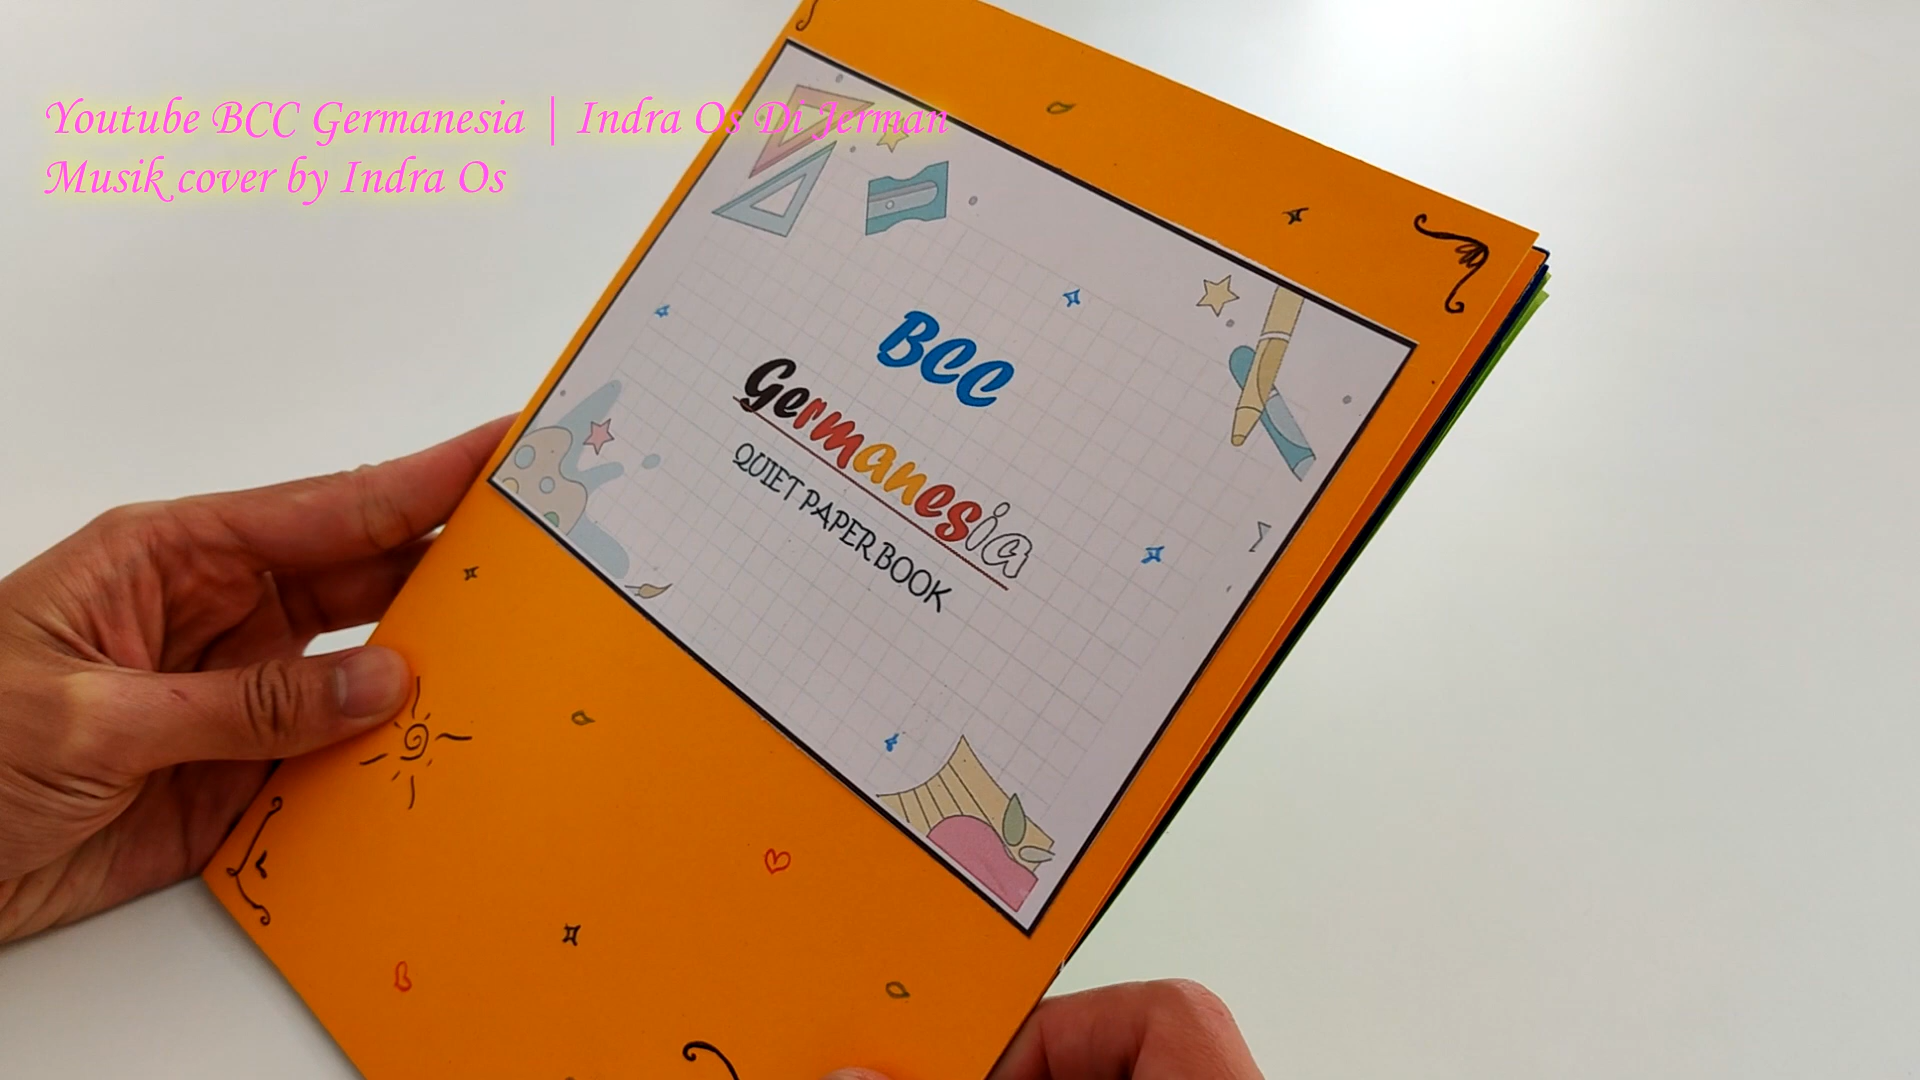 Youtube BCC Germanesia | Indra Os Di Jerman
Musik cover by Indra Os
BCC
Germanesia
QUIET PAPER BOOK